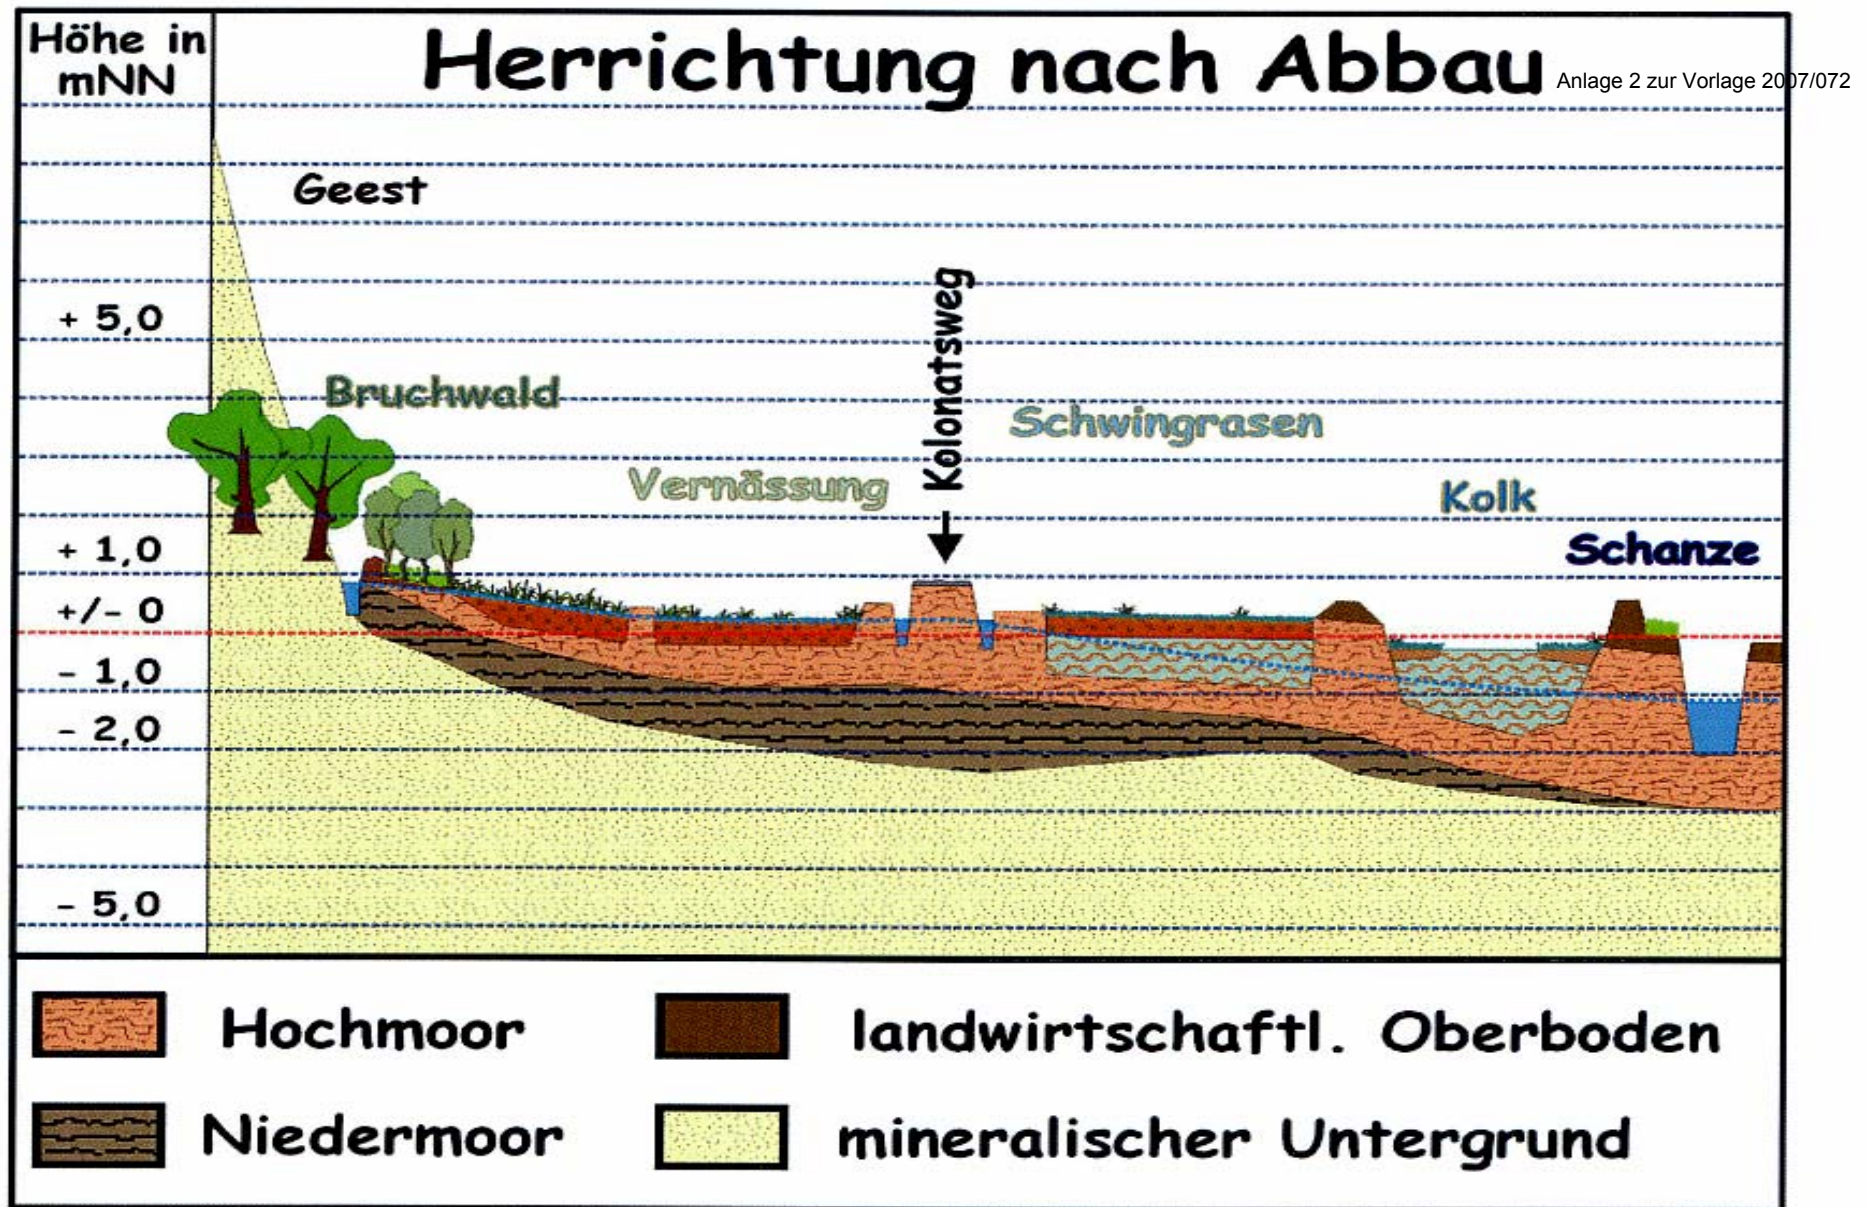 Höhe in
mNN
Herrichtung nach Abbau
Anlage 2 zur Vorlage 2007/072
Geest
+ 5,0
Bruchwald
Kolonatsweg
Schwingrasen
Vernässung
Kolk
+ 1,0
Schanze
+/- 0
- 1,0
- 2,0
- 5,0
Hochmoor
landwirtschaftl. Oberboden
Niedermoor
mineralischer Untergrund